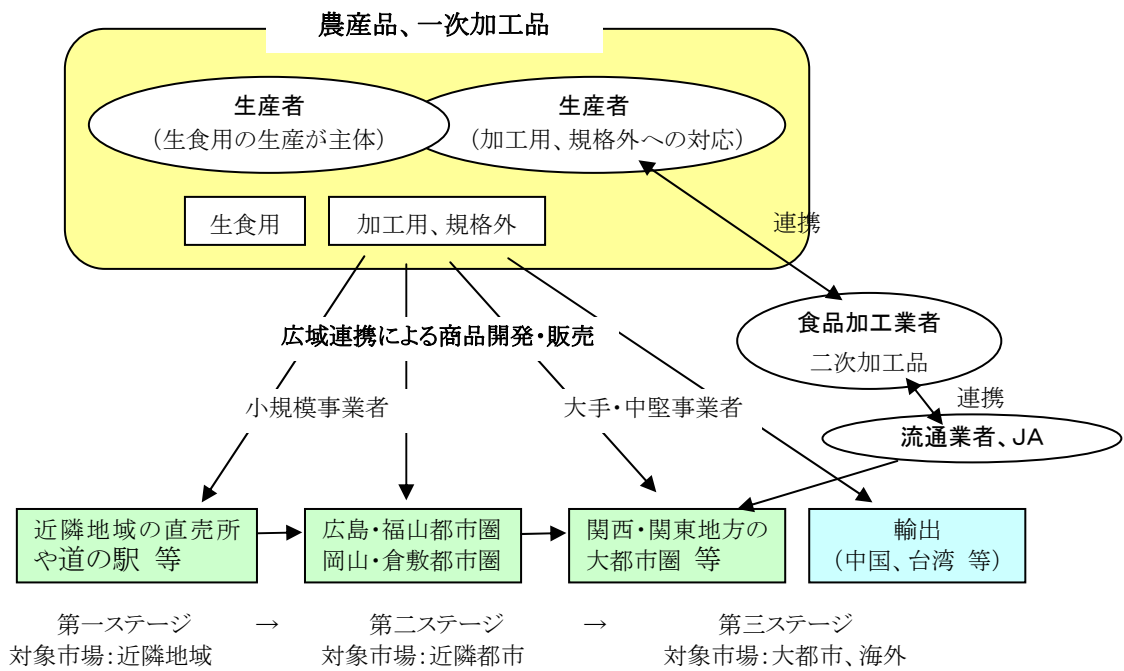 農産品、一次加工品
生産者
(生食用の生産が主体)
生産者
(加工用、規格外への対応)
生食用
加工用、規格外
連携
広域連携による商品開発・販売
食品加工業者
二次加工品
小規模事業者
大手・中堅事業者
連携
流通業者、JA
近隣地域の直売所
や道の駅 等
広島・福山都市圏
岡山・倉敷都市圏
関西・関東地方の
大都市圏 等
輸出
(中国、台湾 等)
第一ステージ → 第二ステージ → 第三ステージ
対象市場:近隣地域 対象市場:近隣都市 対象市場:大都市、海外